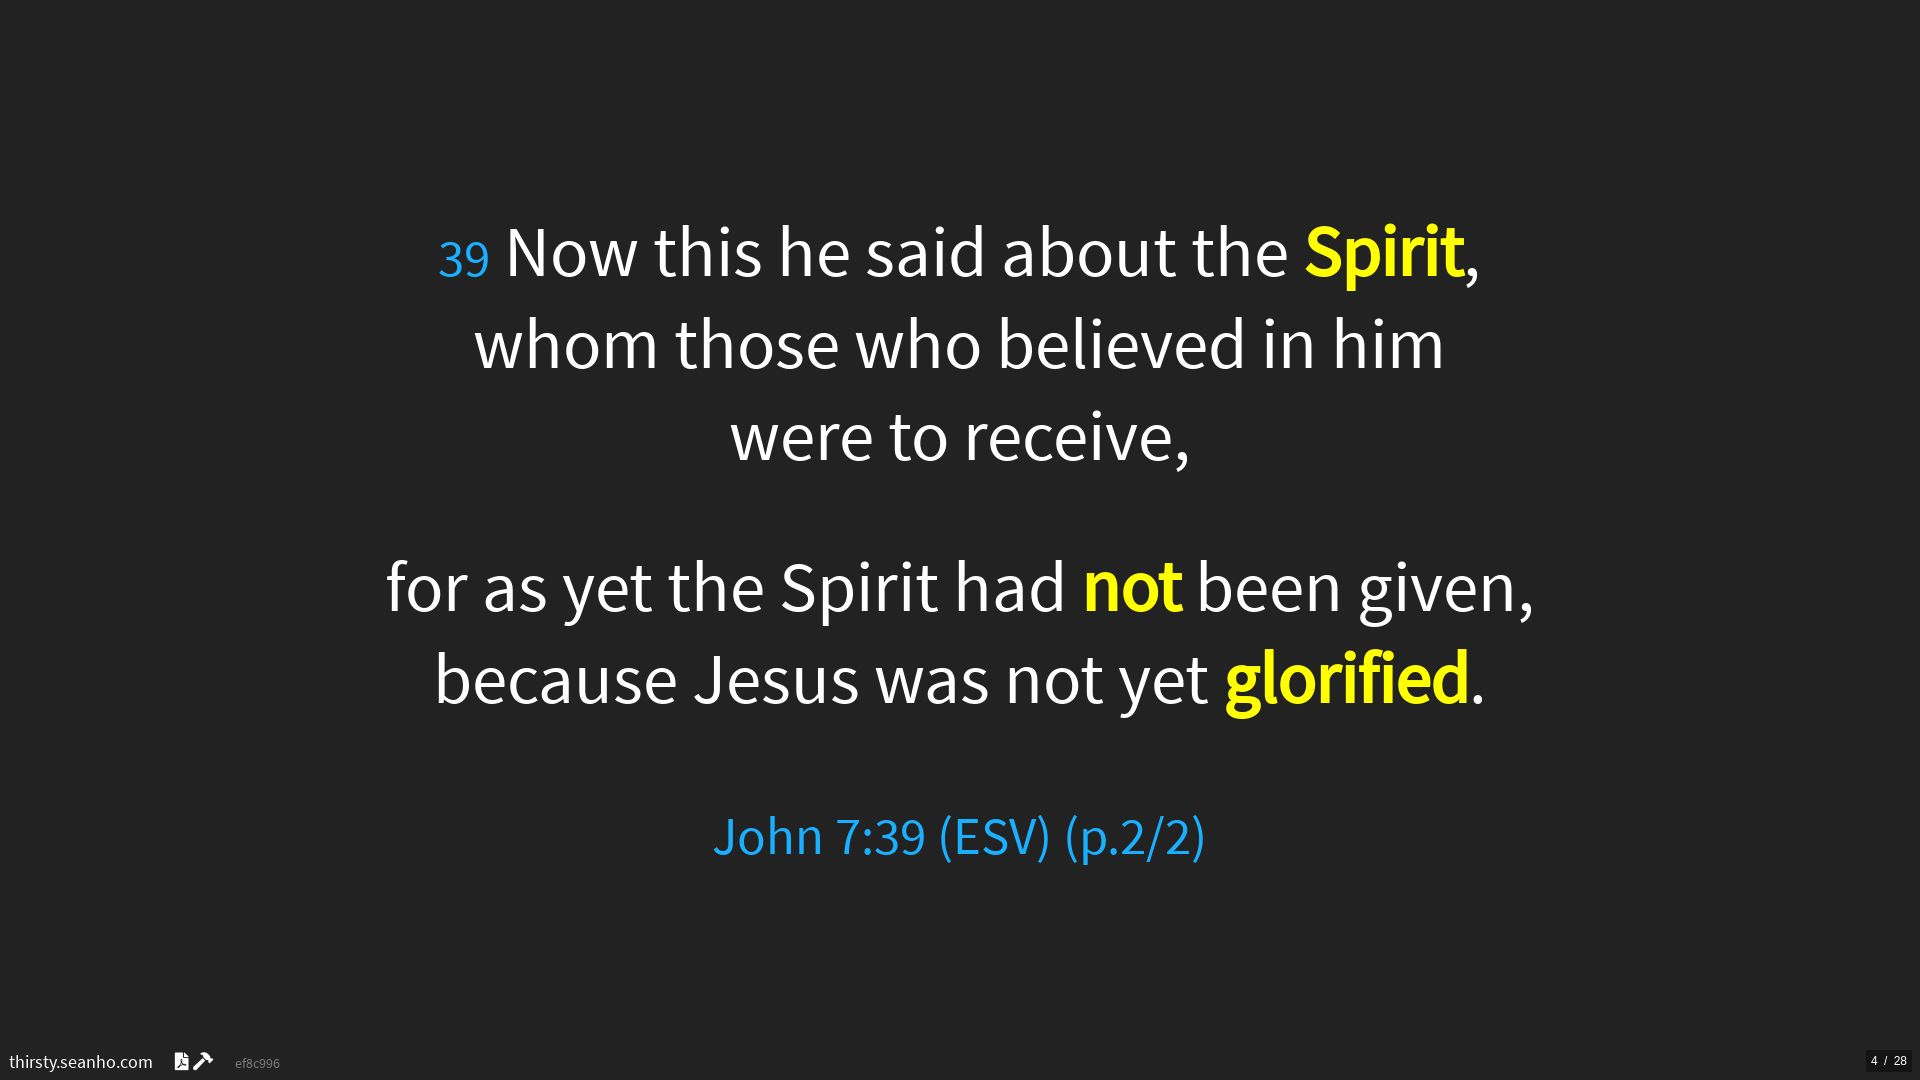 39 Now this he said about the Spirit,
whom those who believed in him
were to receive,
for as yet the Spirit had not been given,
because Jesus was not yet glorified.
John 7:39 (ESV) (p.2/2)
thirsty.seanho.com ef8c996
4 / 28